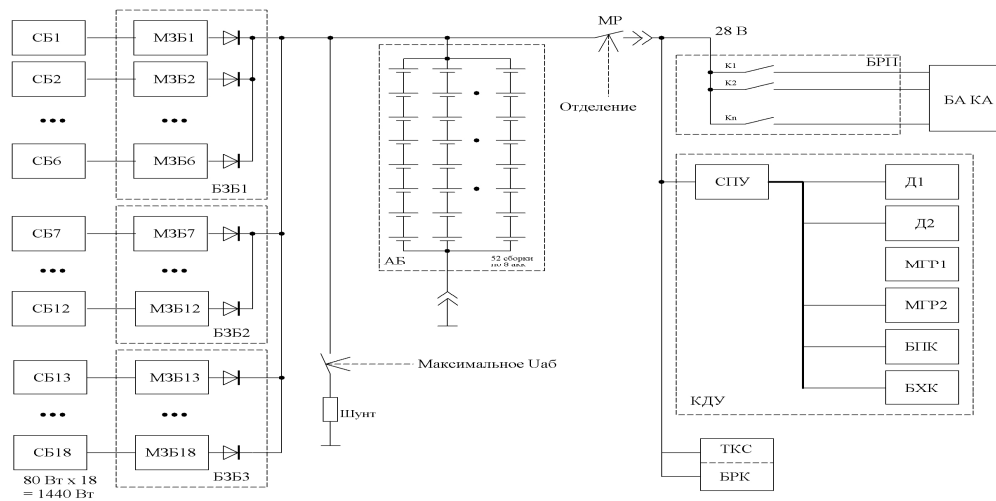 СБ1
МЗБ1
СБ2
МЗБ2
СБ6
МЗБ6
БЗБ1
СБ7
МЗБ7
СБ12
МЗБ12
БЗБ2
СБ13
МЗБ13
СБ18
МЗБ18
БЗБ3
80 Вт x 18
= 1440 Вт
АБ
52 сборки
по 8 акк
Максимальное Uаб
Шунт
МР
Отделение
28 В
К1
К2
Кn
БРП
БА КА
СПУ
Д1
Д2
МГР1
МГР2
БПК
БХК
КДУ
ТКС
БРК